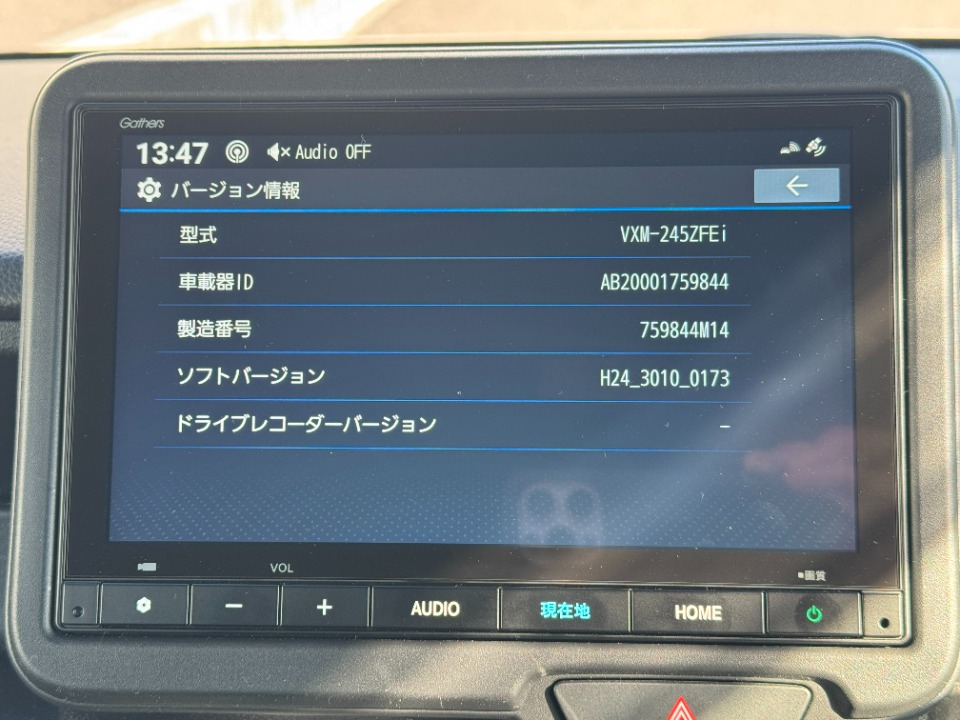 Gathers
13:47 Audio OFF
バージョン情報
型式 VXM-245ZFEi
車載器ID AB20001759844
製造番号 759844M14
ソフトバージョン H24_3010_0173
ドライブレコーダーバージョン –
VOL
■画質
− + AUDIO 現在地 HOME